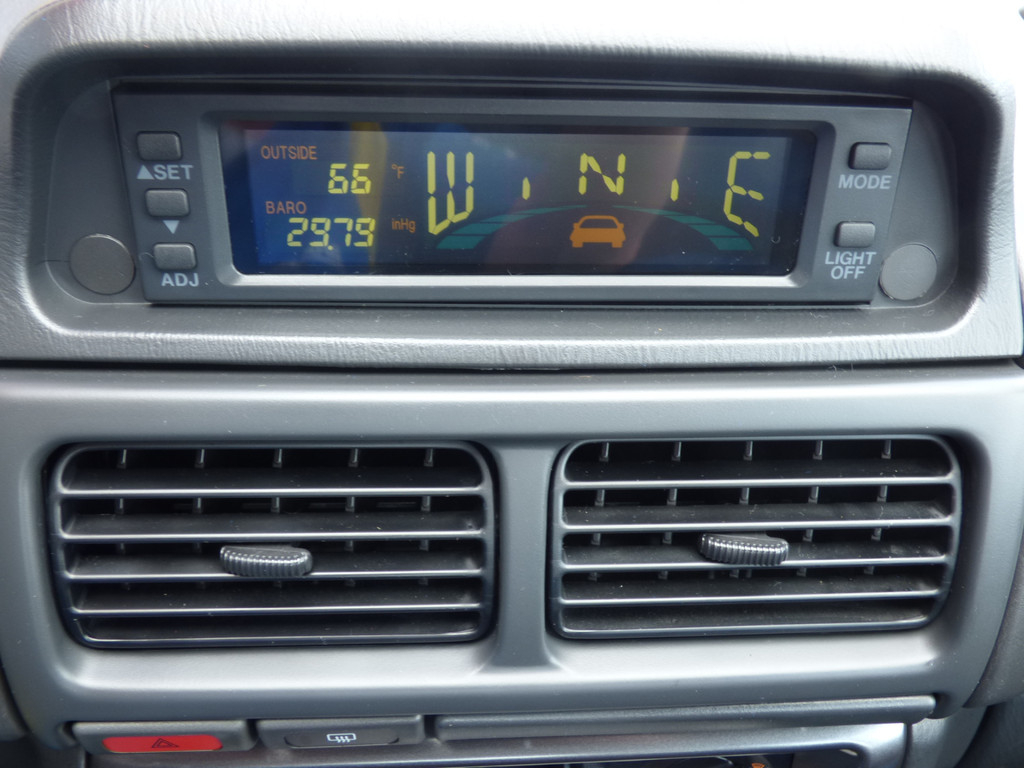 OUTSIDE
66 °F
BARO
29.79 inHg
W N E
▲SET
▼
ADJ
MODE
LIGHT
OFF